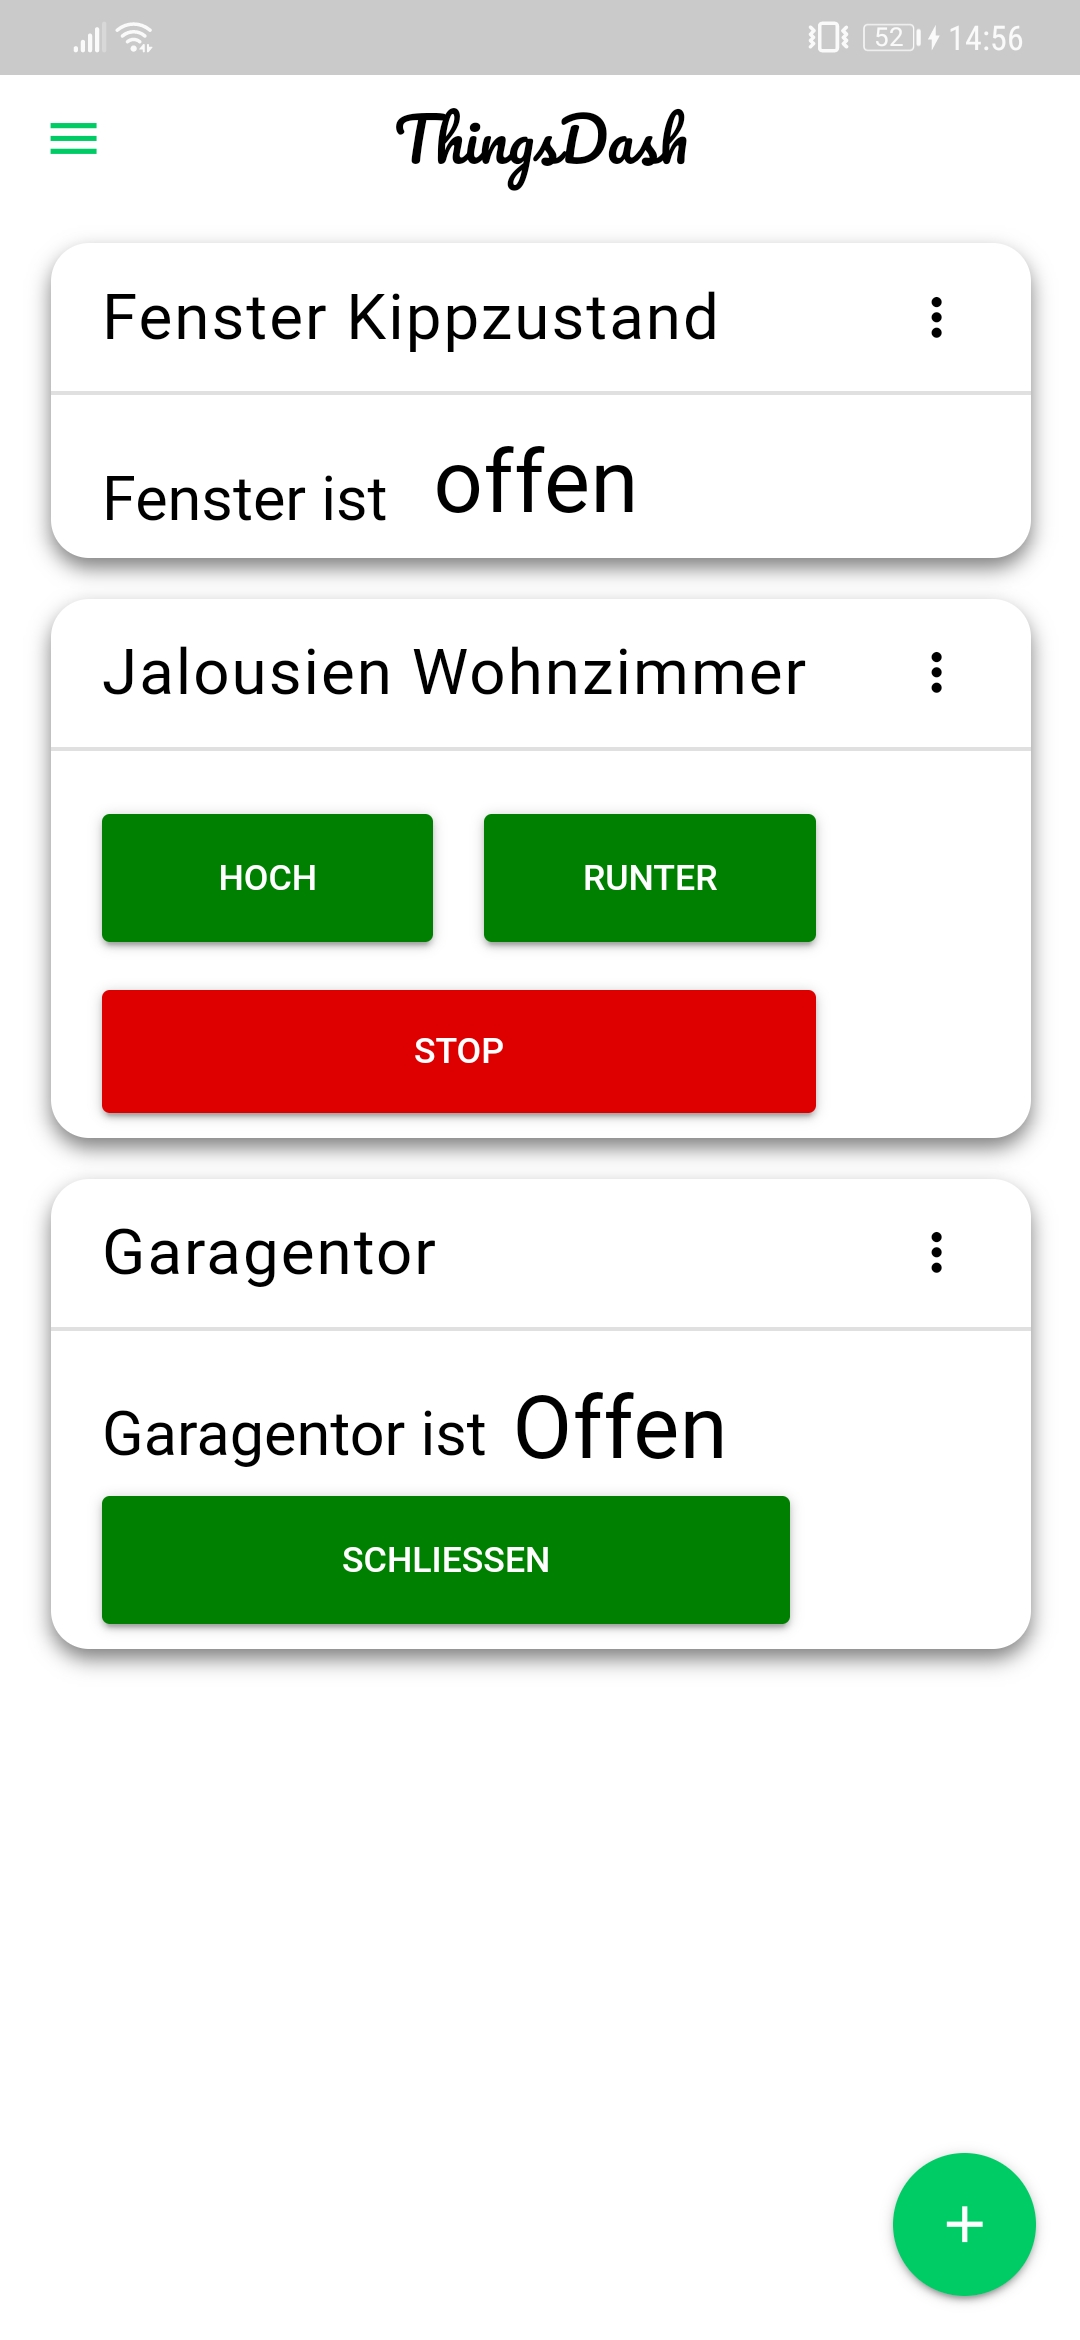 52 14:56
ThingsDash
Fenster Kippzustand
Fenster ist offen
Jalousien Wohnzimmer
HOCH RUNTER
STOP
Garagentor
Garagentor ist Offen
SCHLIESSEN